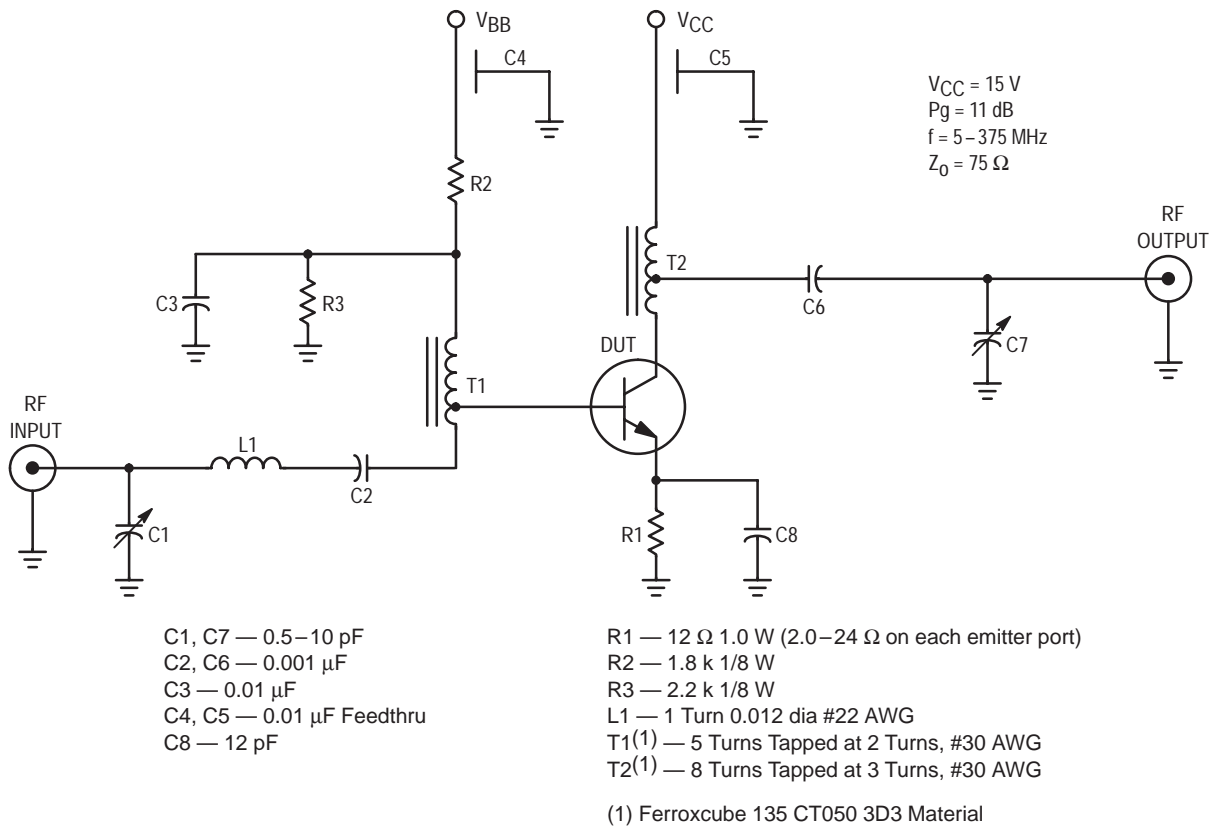 VBB
VCC
C4
C5
VCC = 15 V
Pg = 11 dB
f = 5–375 MHz
Z0 = 75 Ω
R2
RF
OUTPUT
T2
C3
R3
C6
DUT
C7
T1
RF
INPUT
L1
C2
C1
R1
C8
C1, C7 — 0.5–10 pF
C2, C6 — 0.001 μF
C3 — 0.01 μF
C4, C5 — 0.01 μF Feedthru
C8 — 12 pF
R1 — 12 Ω 1.0 W (2.0–24 Ω on each emitter port)
R2 — 1.8 k 1/8 W
R3 — 2.2 k 1/8 W
L1 — 1 Turn 0.012 dia #22 AWG
T1(1) — 5 Turns Tapped at 2 Turns, #30 AWG
T2(1) — 8 Turns Tapped at 3 Turns, #30 AWG
(1) Ferroxcube 135 CT050 3D3 Material